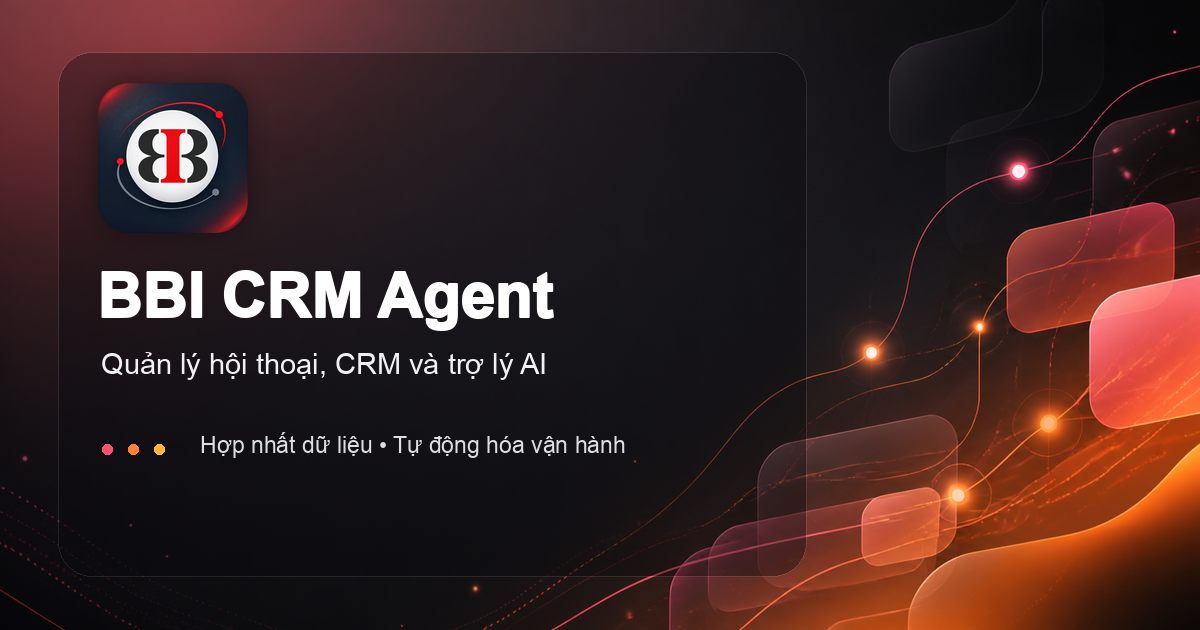 BIB
BBI CRM Agent
Quản lý hội thoại, CRM và trợ lý AI
Hợp nhất dữ liệu • Tự động hóa vận hành